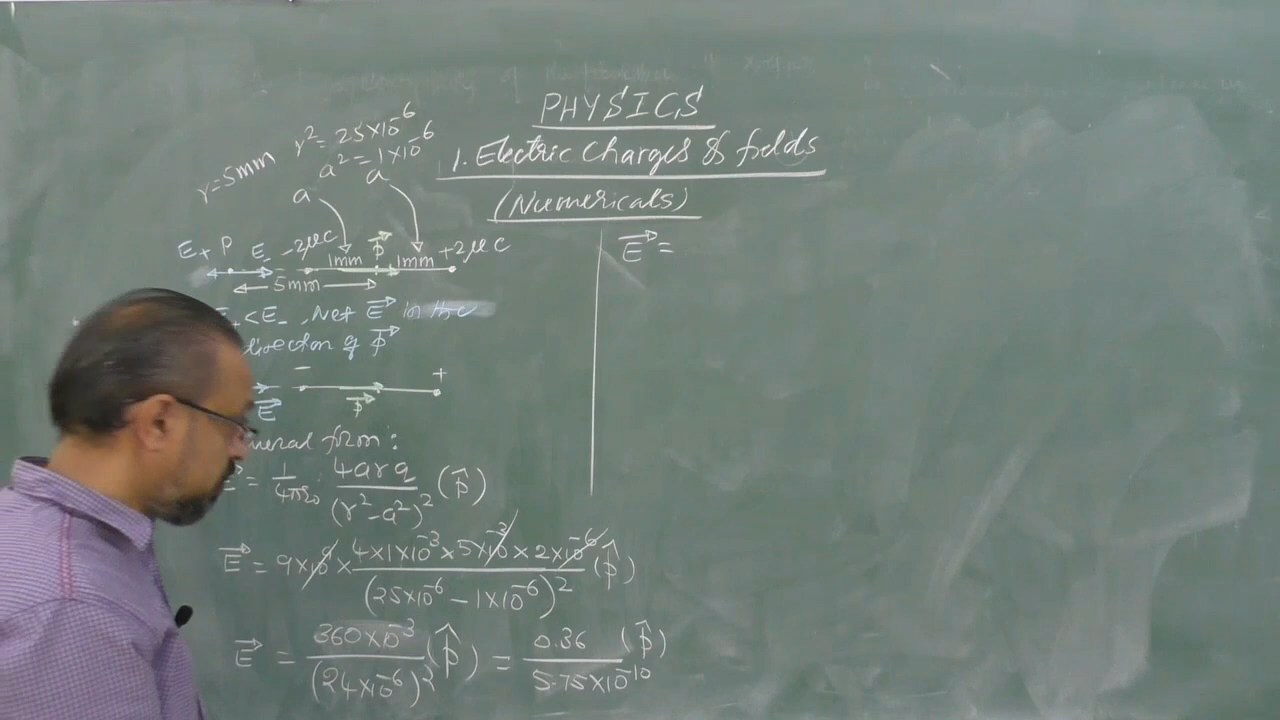 PHYSICS
1. Electric Charges & fields
(Numericals)
r = 5mm
r² = 25×10⁻⁶
a² = 1×10⁻⁶
a
a
E₊ P E₋ -2μC p⃗ +2μC
1mm 1mm
5mm
< E₋, Net E⃗ in the
direction of p⃗
- +
E⃗ p⃗
form:
= 1/4πε₀ · 4arq/(r² - a²)² (p̂)
E⃗ = 9×10⁹ × 4×1×10⁻³×5×10⁻³×2×10⁻⁶/(25×10⁻⁶ - 1×10⁻⁶)² (p̂)
E⃗ = 360×10⁻³/(24×10⁻⁶)² (p̂) = 0.36/5.75×10⁻¹⁰ (p̂)
E⃗ =